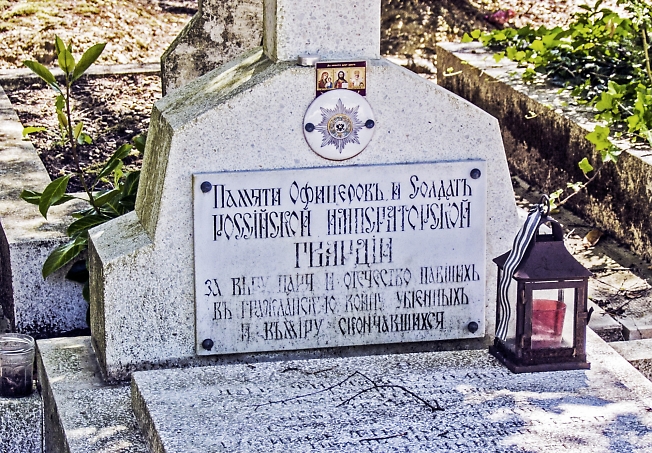 Памяти Офицеровъ и Солдатъ
РОССІЙСКОЙ ИМПЕРАТОРСКОЙ
ГВАРДІИ
ЗА ВѢРУ ЦАРЯ И ОТЕЧЕСТВО ПАВШИХЪ
ВЪ ГРАЖДАНСКУЮ ВОЙНУ УБІЕННЫХЪ
И ВЪ МІРУ СКОНЧАВШИХСЯ